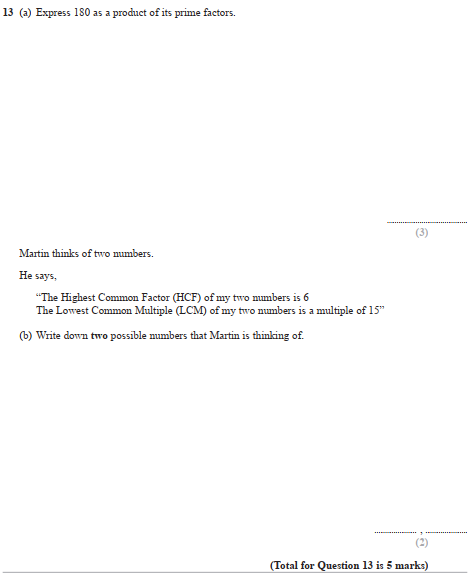 13 (a) Express 180 as a product of its prime factors.
(3)
Martin thinks of two numbers.
He says,
“The Highest Common Factor (HCF) of my two numbers is 6
The Lowest Common Multiple (LCM) of my two numbers is a multiple of 15”
(b) Write down two possible numbers that Martin is thinking of.
,
(2)
(Total for Question 13 is 5 marks)